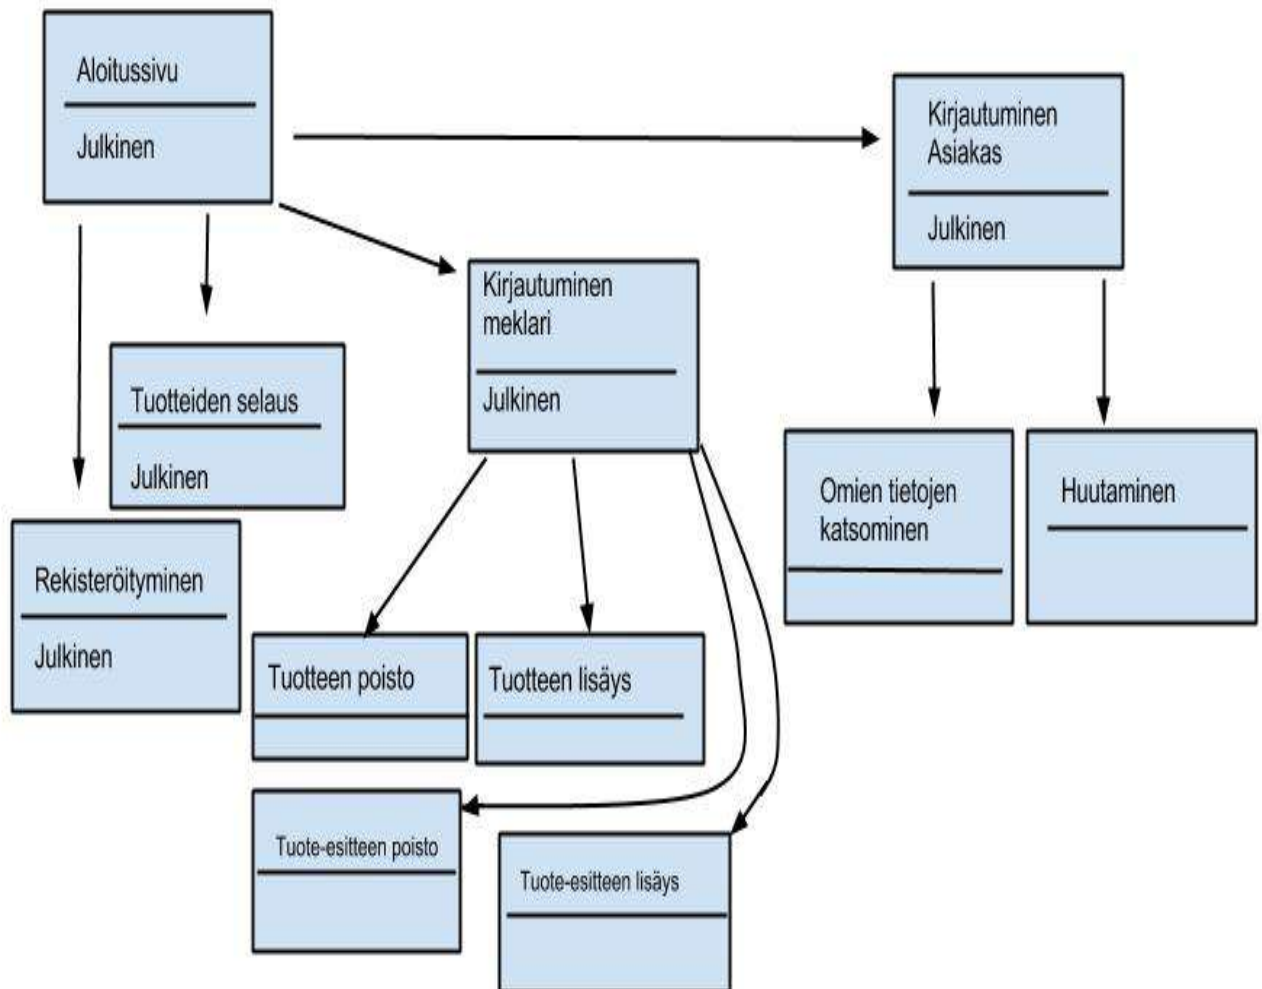 Aloitussivu
Julkinen
Kirjautuminen
Asiakas
Julkinen
Kirjautuminen
meklari
Julkinen
Tuotteiden selaus
Julkinen
Omien tietojen
katsominen
Huutaminen
Rekisteröityminen
Julkinen
Tuotteen poisto
Tuotteen lisäys
Tuote-esitteen poisto
Tuote-esitteen lisäys